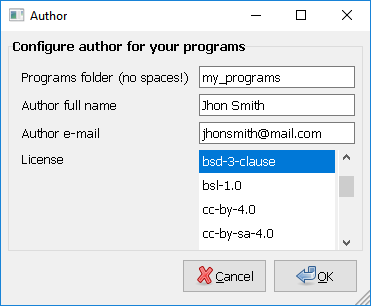 Author
Configure author for your programs
Programs folder (no spaces!) my_programs
Author full name Jhon Smith
Author e-mail jhonsmith@mail.com
License bsd-3-clause
bsl-1.0
cc-by-4.0
cc-by-sa-4.0
Cancel OK